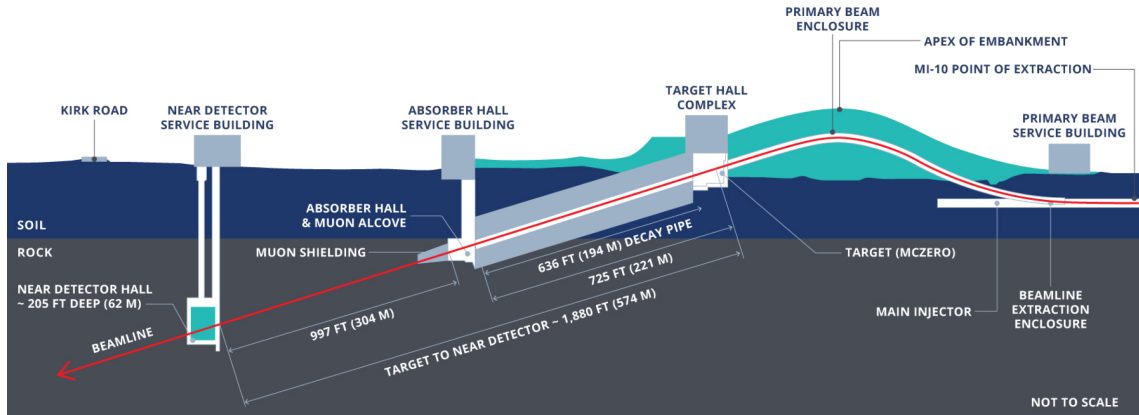 PRIMARY BEAM
ENCLOSURE
APEX OF EMBANKMENT
MI-10 POINT OF EXTRACTION
KIRK ROAD
NEAR DETECTOR
SERVICE BUILDING
ABSORBER HALL
SERVICE BUILDING
TARGET HALL
COMPLEX
PRIMARY BEAM
SERVICE BUILDING
ABSORBER HALL
& MUON ALCOVE
SOIL
ROCK
MUON SHIELDING
636 FT (194 M) DECAY PIPE
725 FT (221 M)
TARGET (MCZERO)
NEAR DETECTOR HALL
~ 205 FT DEEP (62 M)
997 FT (304 M)
TARGET TO NEAR DETECTOR ~ 1,880 FT (574 M)
BEAMLINE
MAIN INJECTOR
BEAMLINE
EXTRACTION
ENCLOSURE
NOT TO SCALE